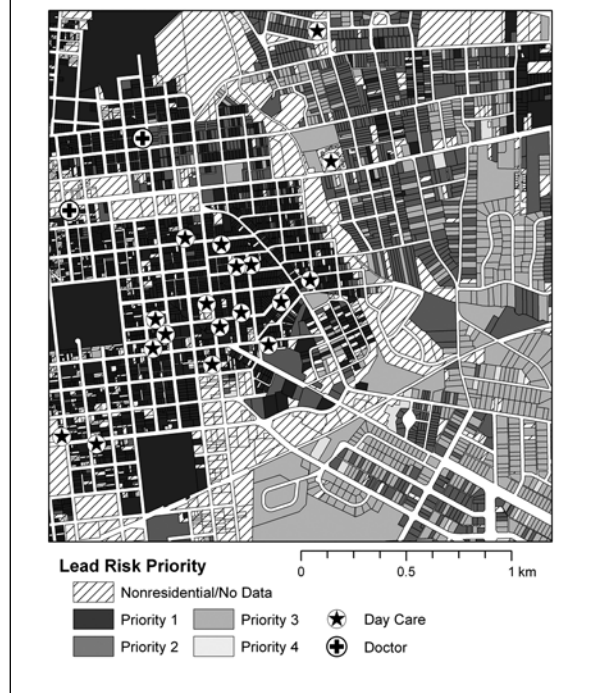 Lead Risk Priority
0 0.5 1 km
Nonresidential/No Data
Priority 1 Priority 3 Day Care
Priority 2 Priority 4 Doctor